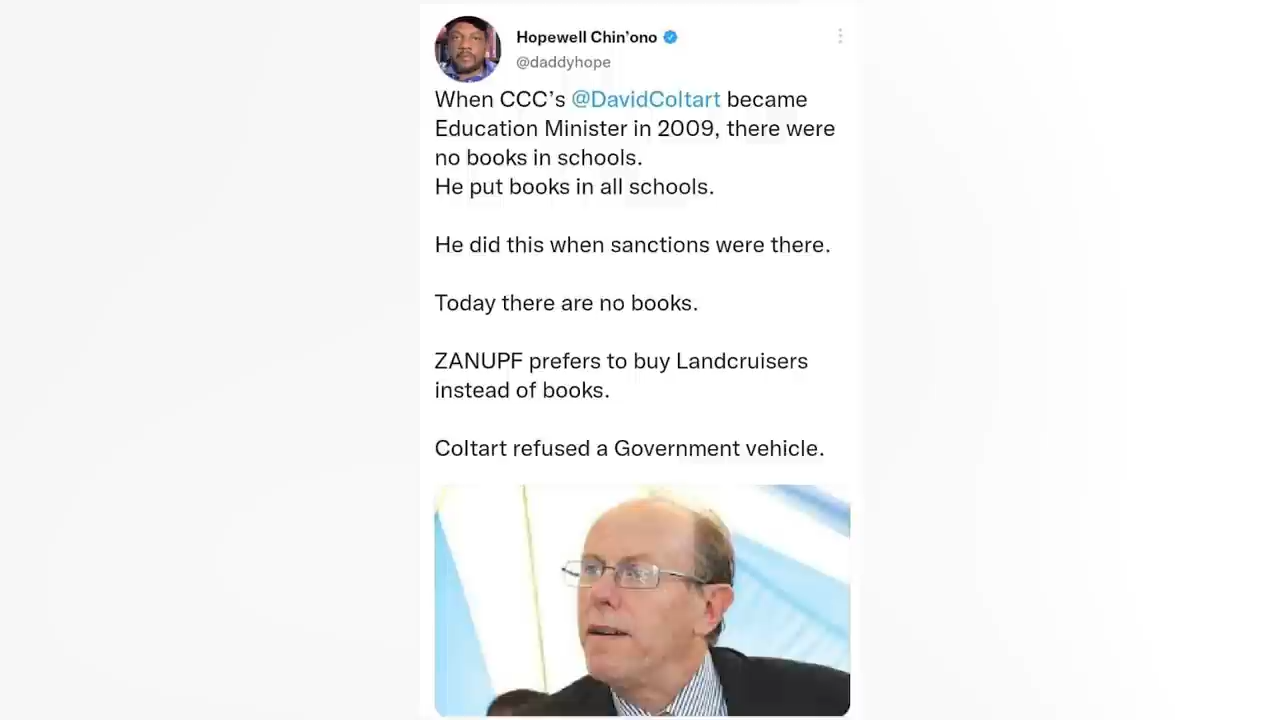 Hopewell Chin’ono
@daddyhope
When CCC’s @DavidColtart became
Education Minister in 2009, there were
no books in schools.
He put books in all schools.
He did this when sanctions were there.
Today there are no books.
ZANUPF prefers to buy Landcruisers
instead of books.
Coltart refused a Government vehicle.